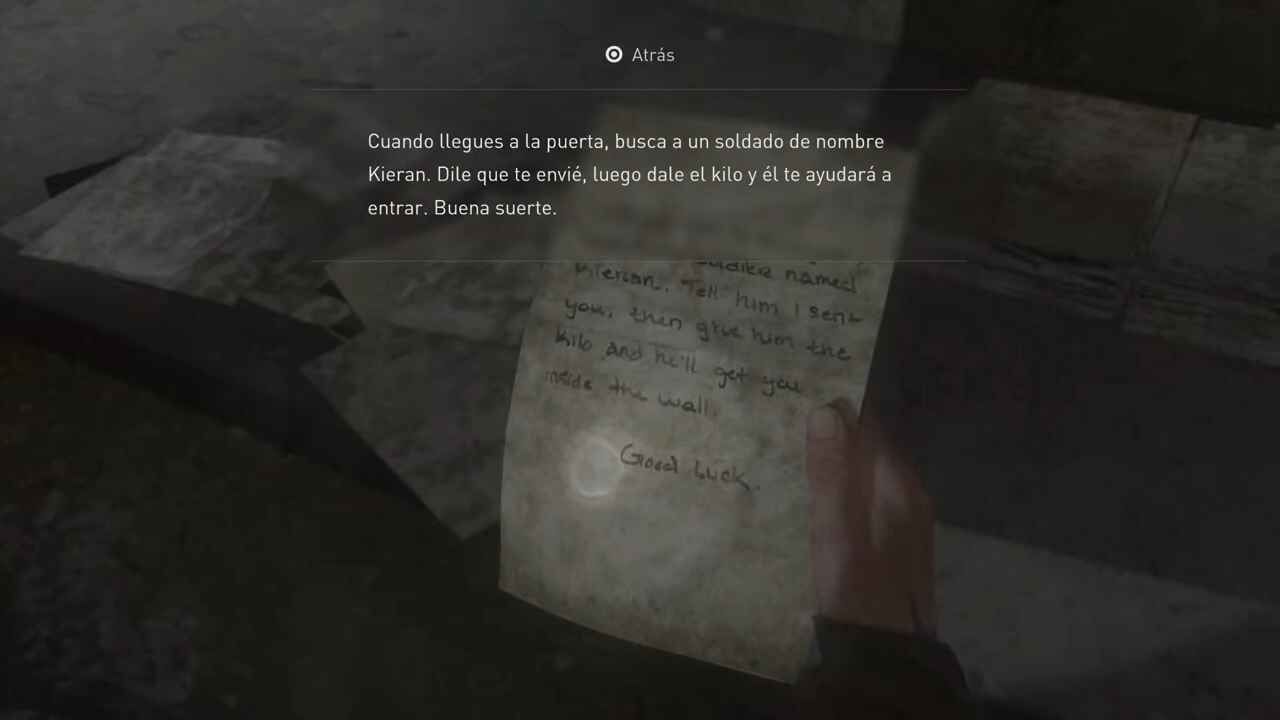 Atrás
Cuando llegues a la puerta, busca a un soldado de nombre
Kieran. Dile que te envié, luego dale el kilo y él te ayudará a
entrar. Buena suerte.
soldier named
Kieran. Tell him I sent
you, then give him the
kilo and he'll get you
inside the wall.
Good Luck.